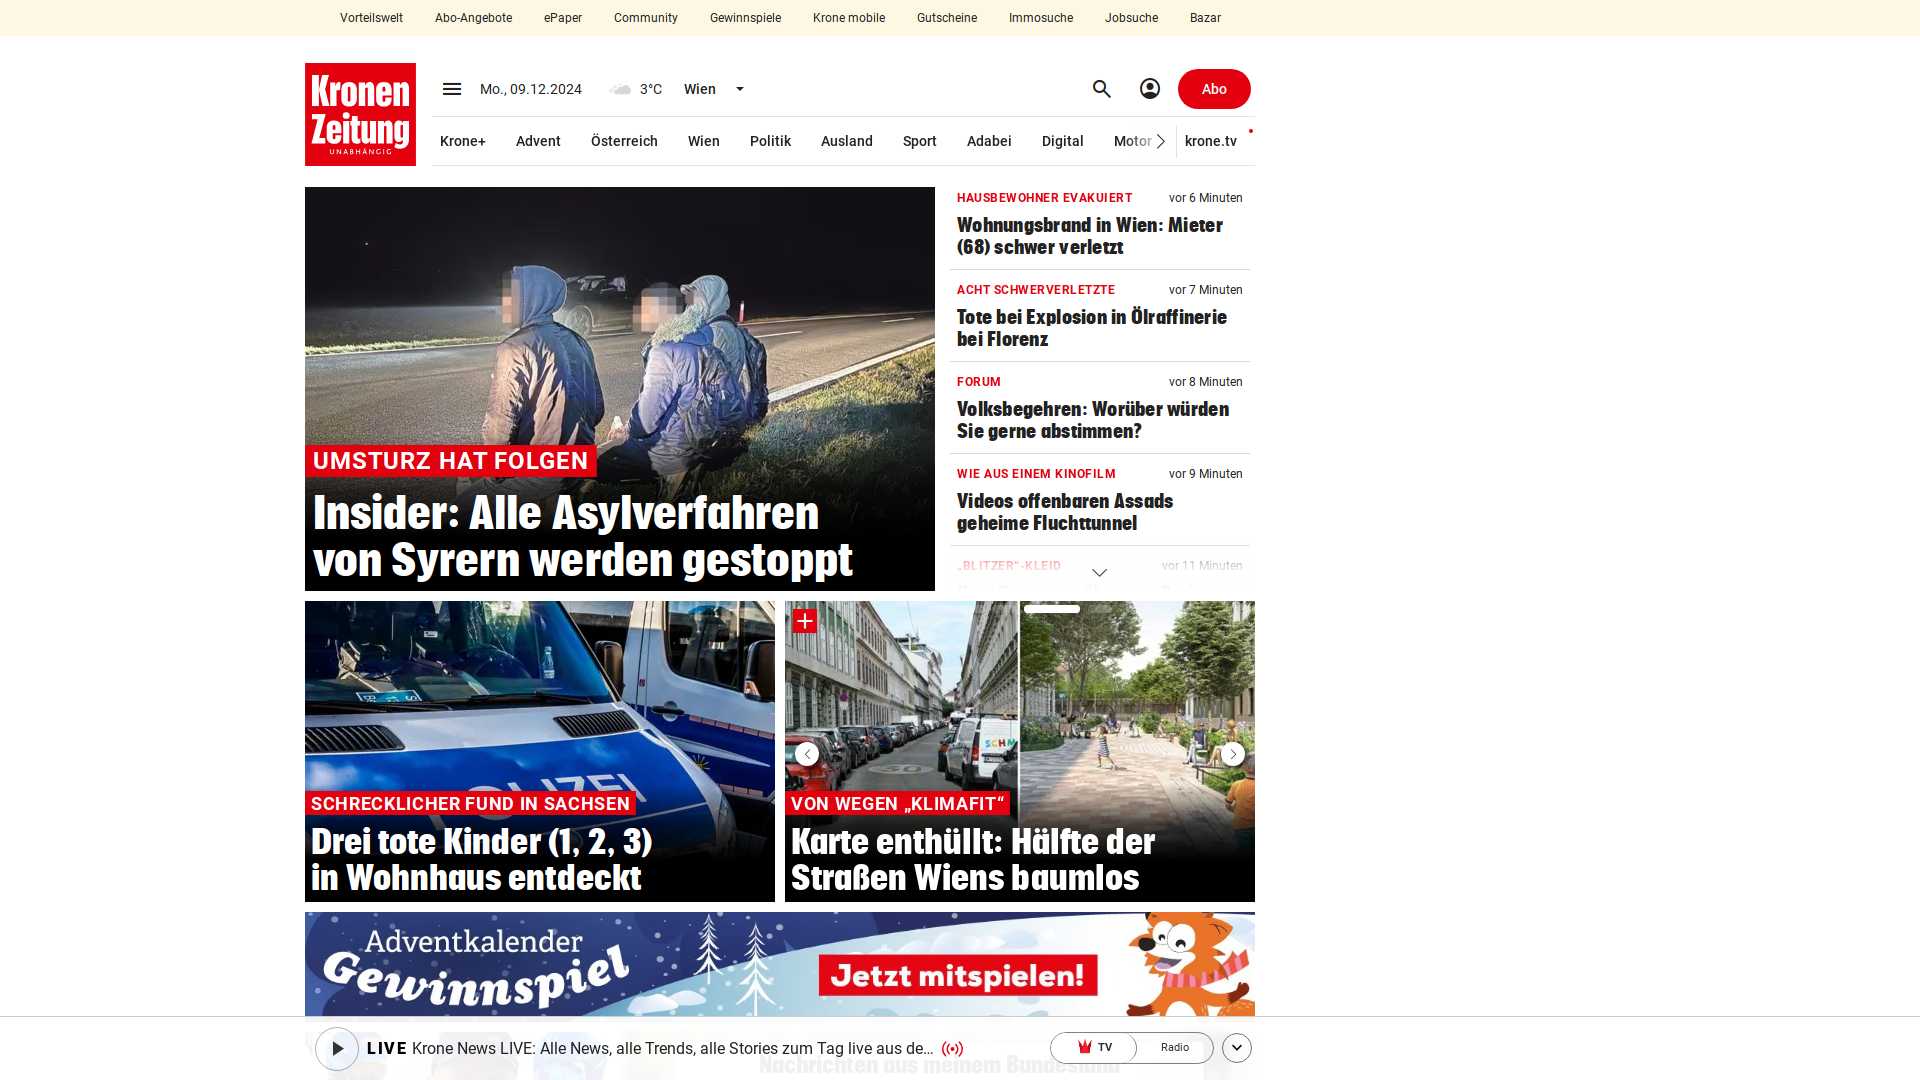 Vorteilswelt Abo-Angebote ePaper Community Gewinnspiele Krone mobile Gutscheine Immosuche Jobsuche Bazar
Kronen
Zeitung
UNABHÄNGIG
Mo., 09.12.2024 3°C Wien Abo
Krone+ Advent Österreich Wien Politik Ausland Sport Adabei Digital Motor krone.tv
UMSTURZ HAT FOLGEN
Insider: Alle Asylverfahren
von Syrern werden gestoppt
HAUSBEWOHNER EVAKUIERT vor 6 Minuten
Wohnungsbrand in Wien: Mieter
(68) schwer verletzt
ACHT SCHWERVERLETZTE vor 7 Minuten
Tote bei Explosion in Ölraffinerie
bei Florenz
FORUM vor 8 Minuten
Volksbegehren: Worüber würden
Sie gerne abstimmen?
WIE AUS EINEM KINOFILM vor 9 Minuten
Videos offenbaren Assads
geheime Fluchttunnel
„BLITZER“-KLEID vor 11 Minuten
POLIZEI
SCHRECKLICHER FUND IN SACHSEN
Drei tote Kinder (1, 2, 3)
in Wohnhaus entdeckt
SCHM
30
VON WEGEN „KLIMAFIT“
Karte enthüllt: Hälfte der
Straßen Wiens baumlos
Adventkalender
Gewinnspiel
Jetzt mitspielen!
LIVE Krone News LIVE: Alle News, alle Trends, alle Stories zum Tag live aus de... TV Radio
Nachrichten aus meinem Bundesland